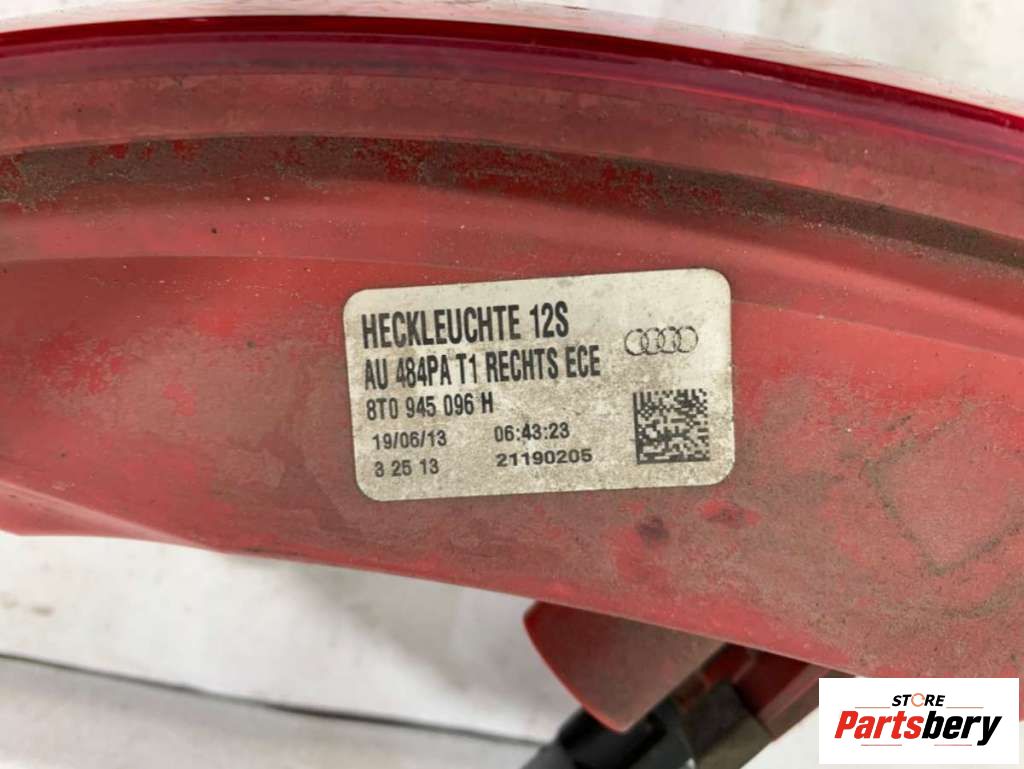 HECKLEUCHTE 12S
AU 484PA T1 RECHTS ECE
8T0 945 096 H
19/06/13 06:43:23
3 25 13 21190205
STORE
Partsbery